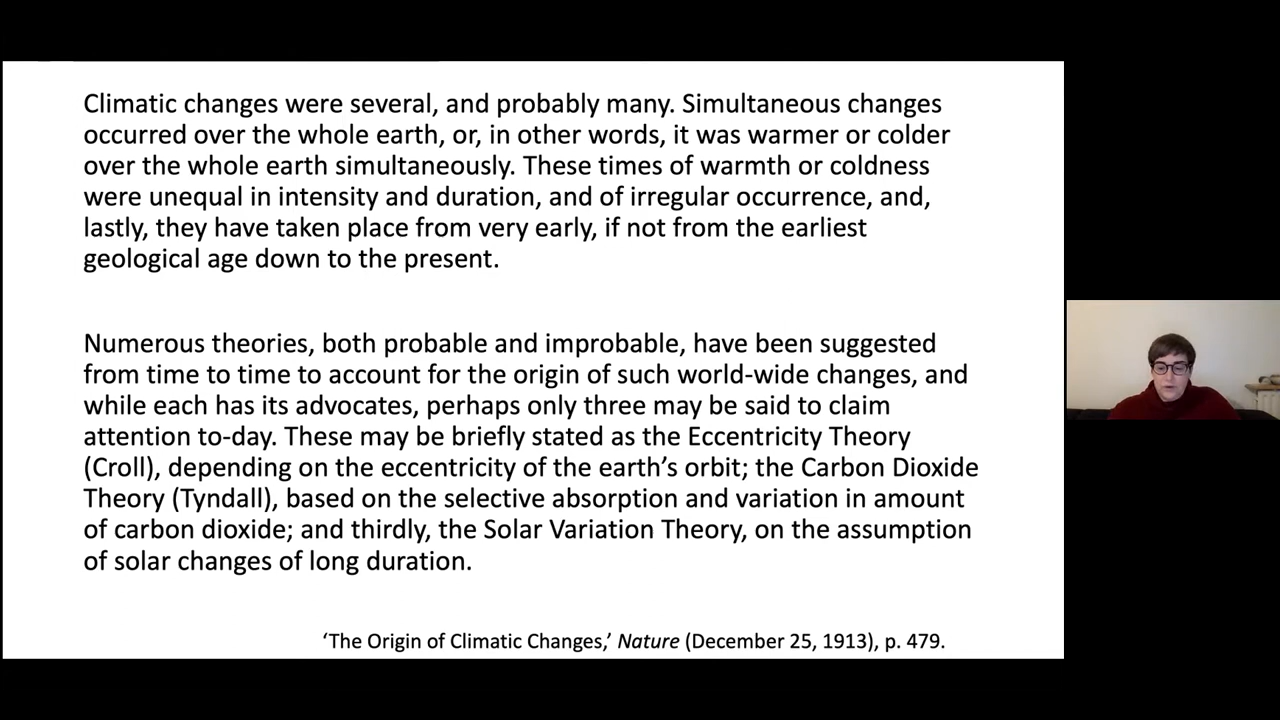 Climatic changes were several, and probably many. Simultaneous changes
occurred over the whole earth, or, in other words, it was warmer or colder
over the whole earth simultaneously. These times of warmth or coldness
were unequal in intensity and duration, and of irregular occurrence, and,
lastly, they have taken place from very early, if not from the earliest
geological age down to the present.
Numerous theories, both probable and improbable, have been suggested
from time to time to account for the origin of such world-wide changes, and
while each has its advocates, perhaps only three may be said to claim
attention to-day. These may be briefly stated as the Eccentricity Theory
(Croll), depending on the eccentricity of the earth’s orbit; the Carbon Dioxide
Theory (Tyndall), based on the selective absorption and variation in amount
of carbon dioxide; and thirdly, the Solar Variation Theory, on the assumption
of solar changes of long duration.
‘The Origin of Climatic Changes,’ Nature (December 25, 1913), p. 479.